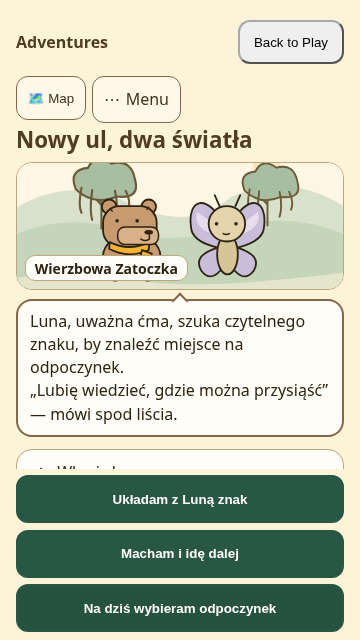 Adventures
Back to Play
Map
Menu
Nowy ul, dwa światła
Wierzbowa Zatoczka
Luna, uważna ćma, szuka czytelnego
znaku, by znaleźć miejsce na
odpoczynek.
„Lubię wiedzieć, gdzie można przysiąść”
— mówi spod liścia.
Układam z Luną znak
Macham i idę dalej
Na dziś wybieram odpoczynek